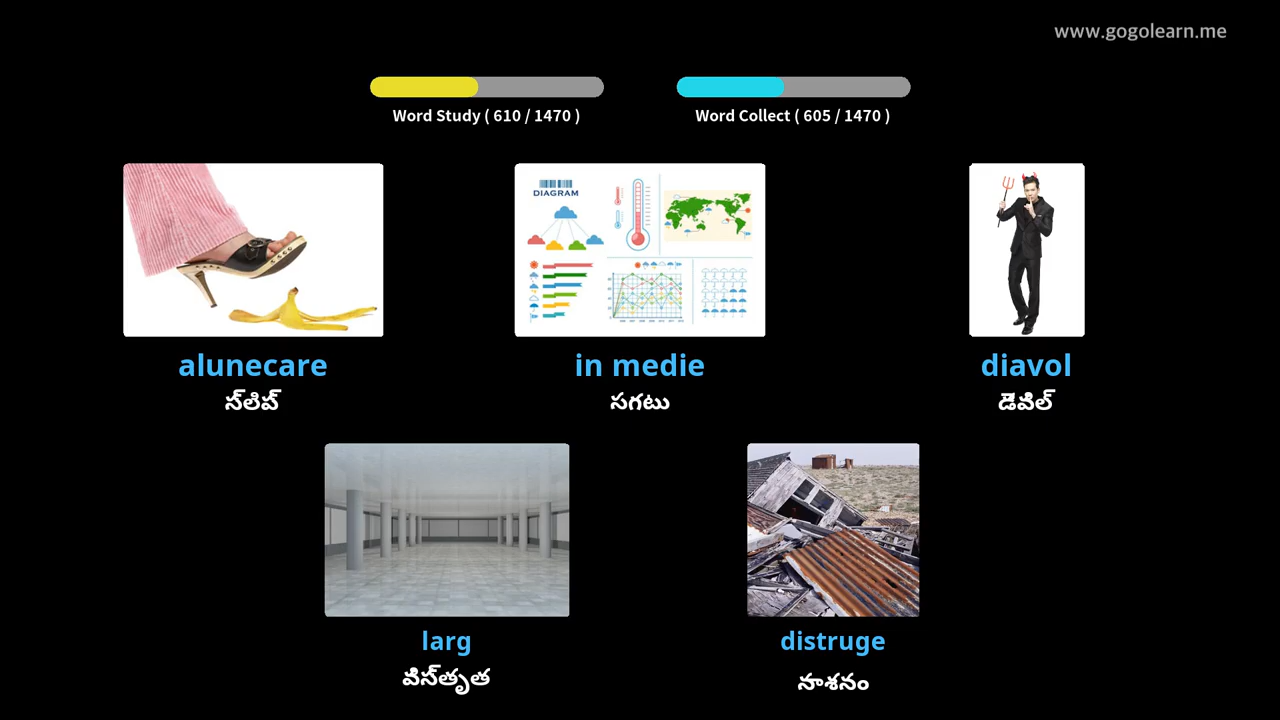 www.gogolearn.me
Word Study ( 610 / 1470 )
Word Collect ( 605 / 1470 )
DIAGRAM
alunecare
in medie
diavol
స్‌లిప్
సగటు
డెవిల్
larg
distruge
విస్‌తృత
నాశనం